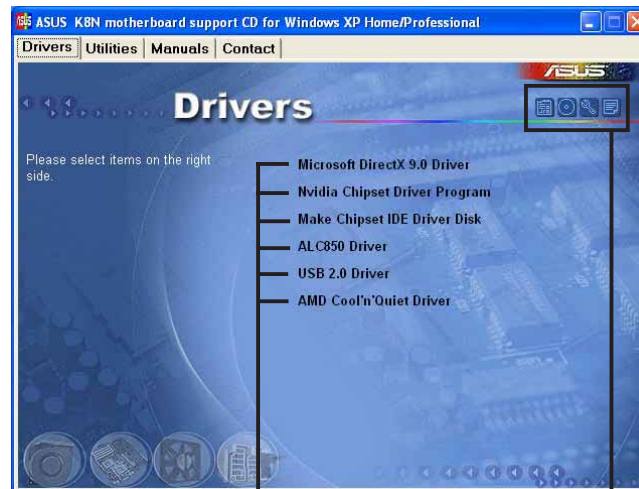 ASUS K8N motherboard support CD for Windows XP Home/Professional
Drivers Utilities Manuals Contact
ASUS
Drivers
Please select items on the right
side.
Microsoft DirectX 9.0 Driver
Nvidia Chipset Driver Program
Make Chipset IDE Driver Disk
ALC850 Driver
USB 2.0 Driver
AMD Cool'n'Quiet Driver